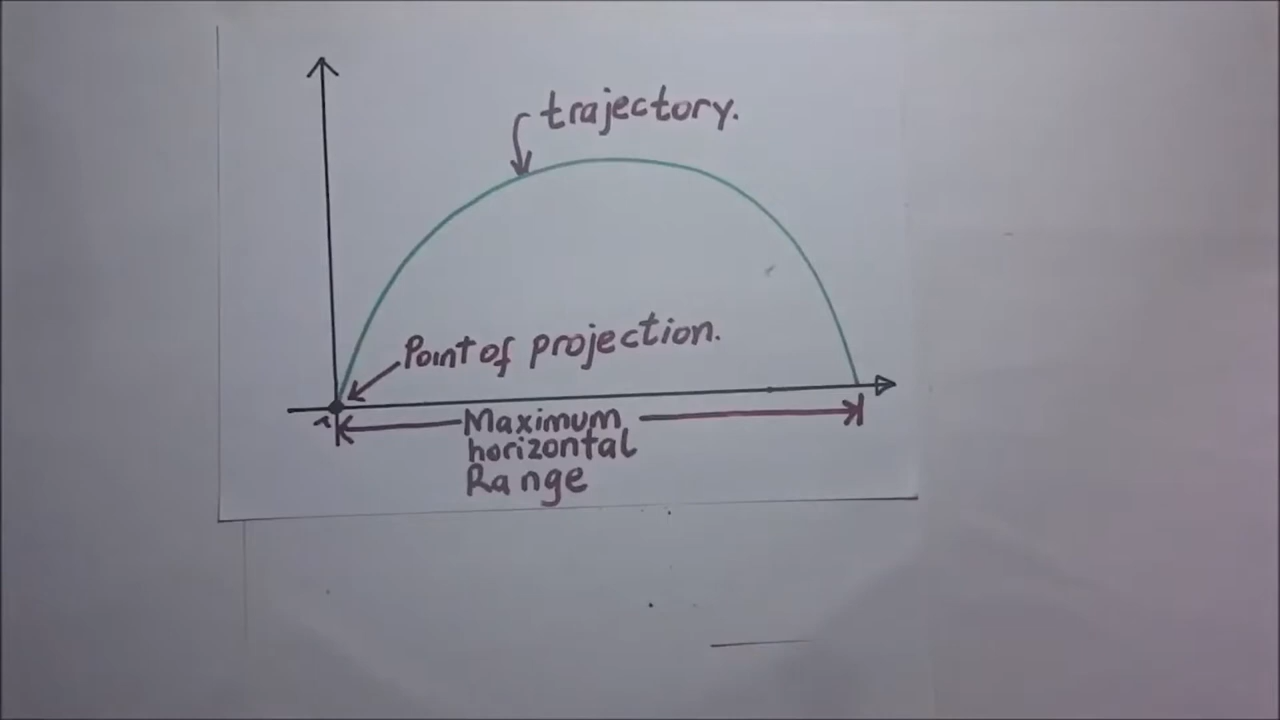 trajectory.
Point of projection.
Maximum
horizontal
Range